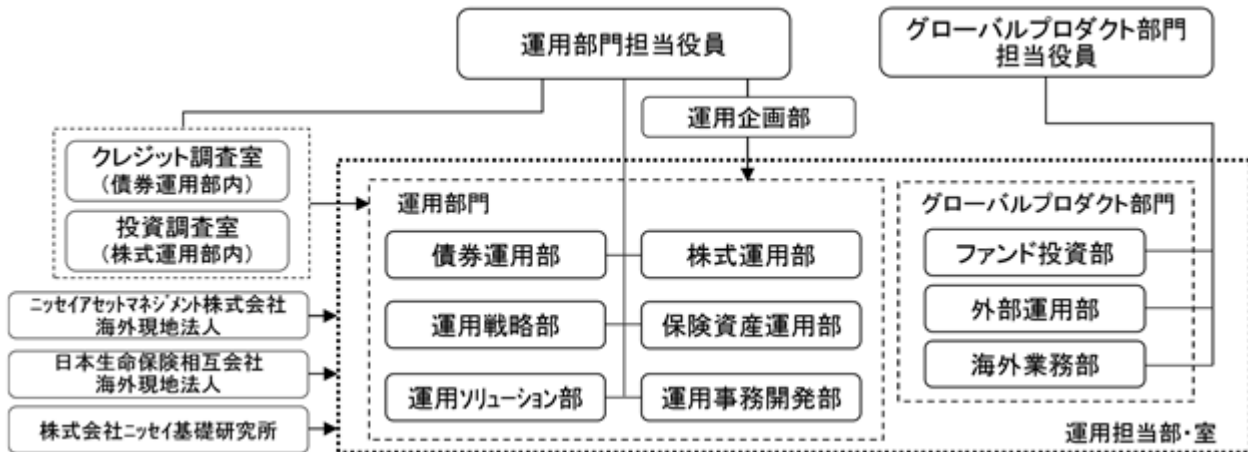 運用部門担当役員
グローバルプロダクト部門
担当役員
運用企画部
クレジット調査室
（債券運用部内）
投資調査室
（株式運用部内）
ニッセイアセットマネジメント株式会社
海外現地法人
日本生命保険相互会社
海外現地法人
株式会社ニッセイ基礎研究所
運用部門
債券運用部
株式運用部
運用戦略部
保険資産運用部
運用ソリューション部
運用事務開発部
グローバルプロダクト部門
ファンド投資部
外部運用部
海外業務部
運用担当部・室